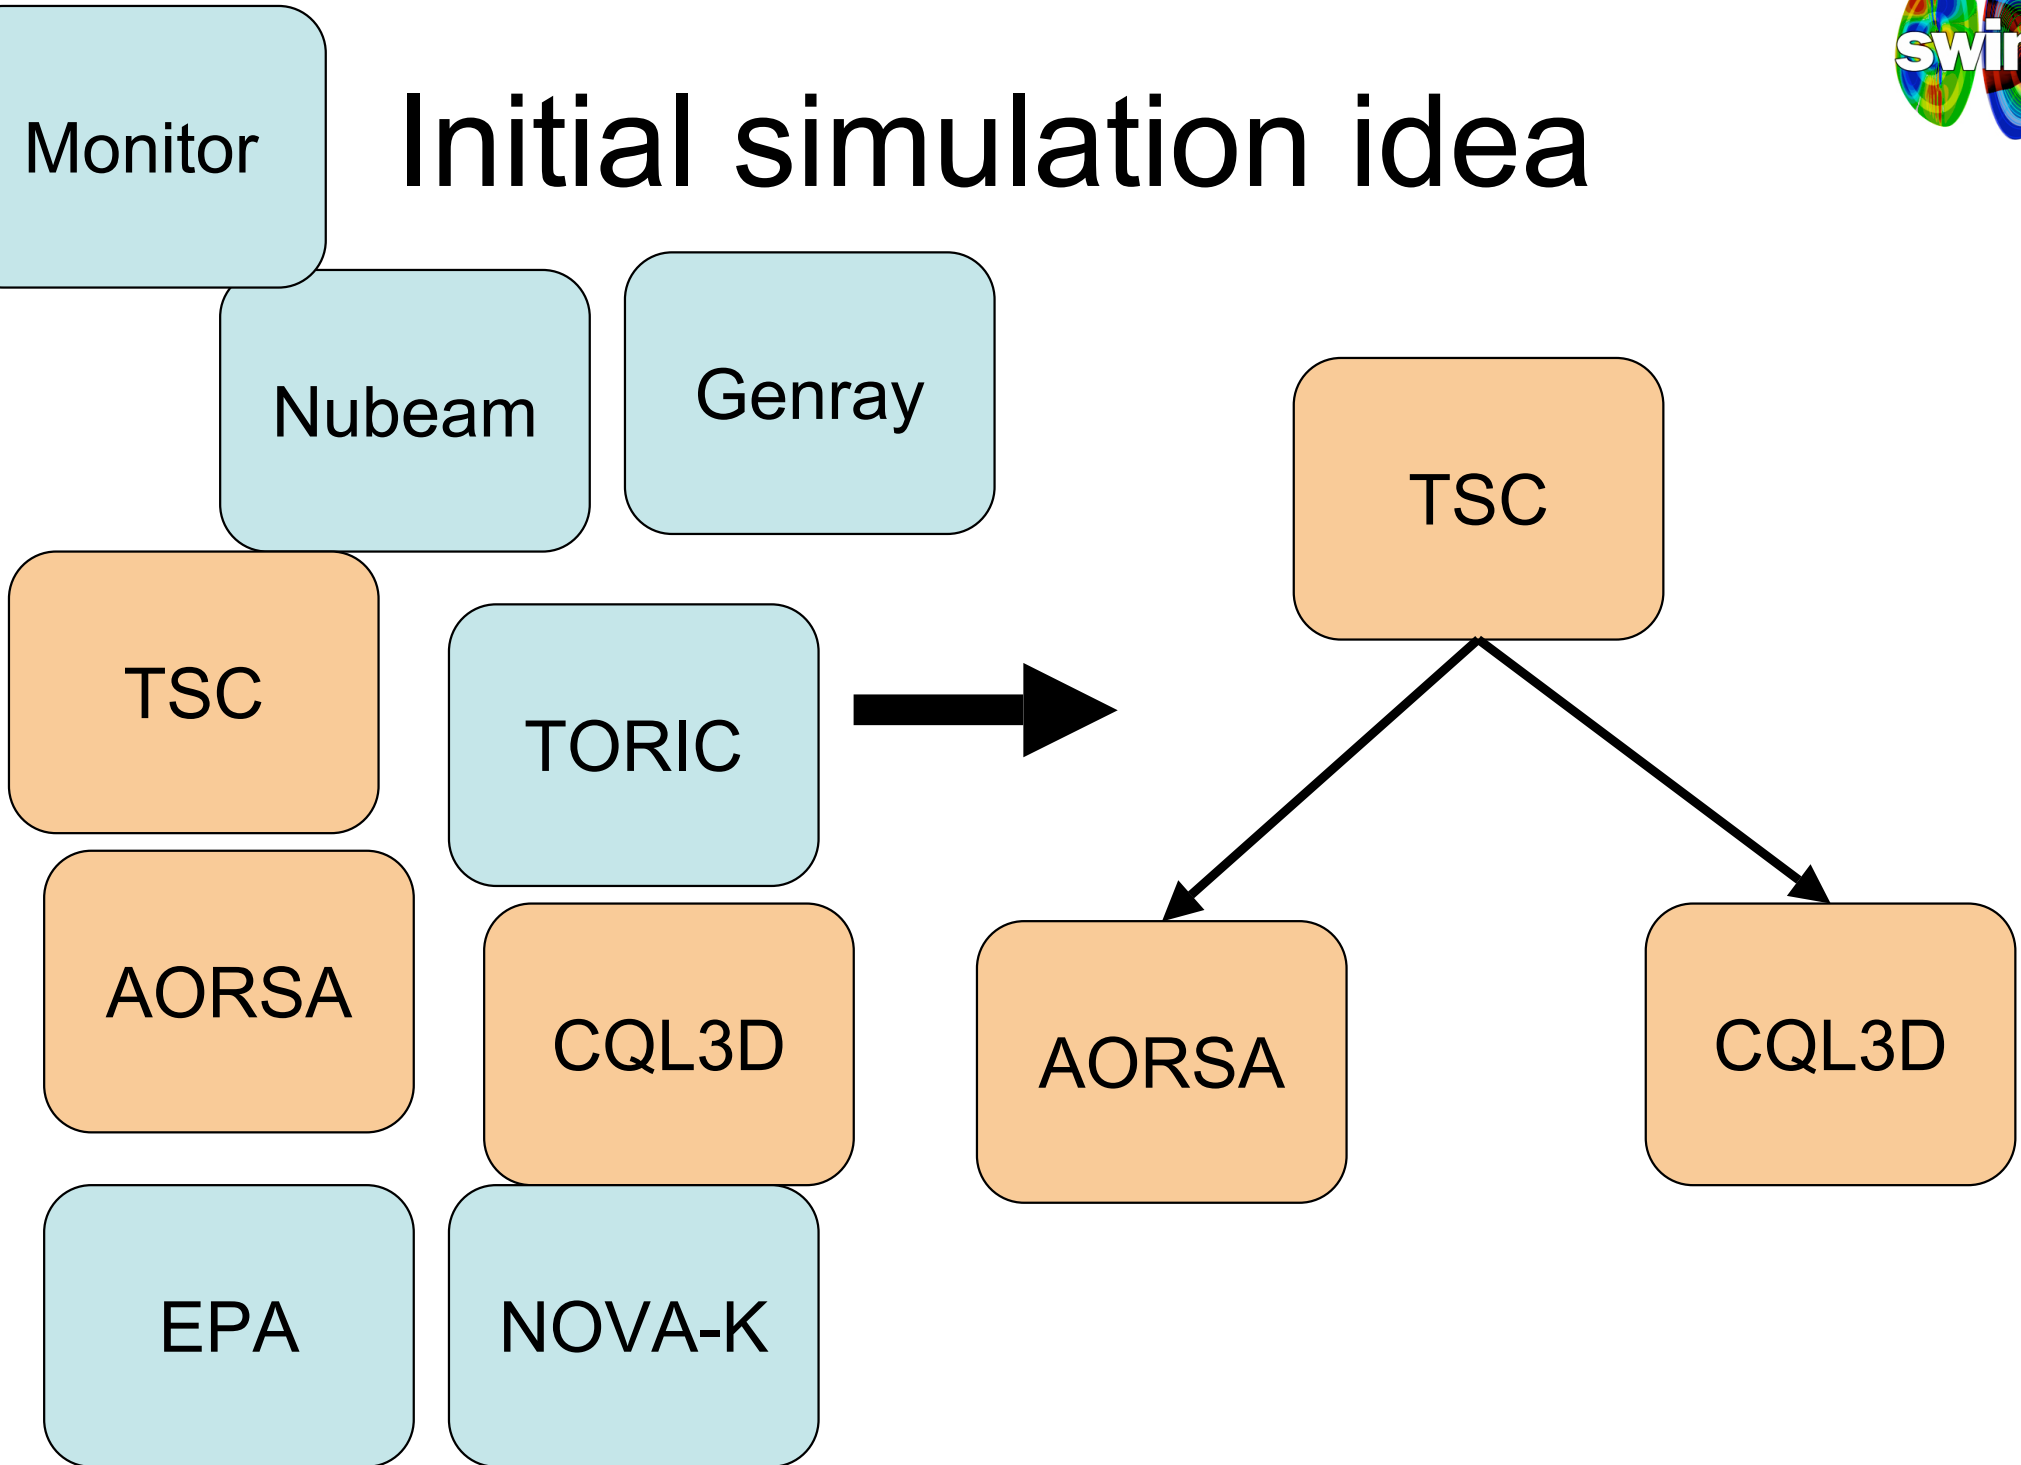 Monitor
Initial simulation idea
Nubeam
Genray
TSC
TSC
TORIC
AORSA
CQL3D
AORSA
CQL3D
EPA
NOVA-K